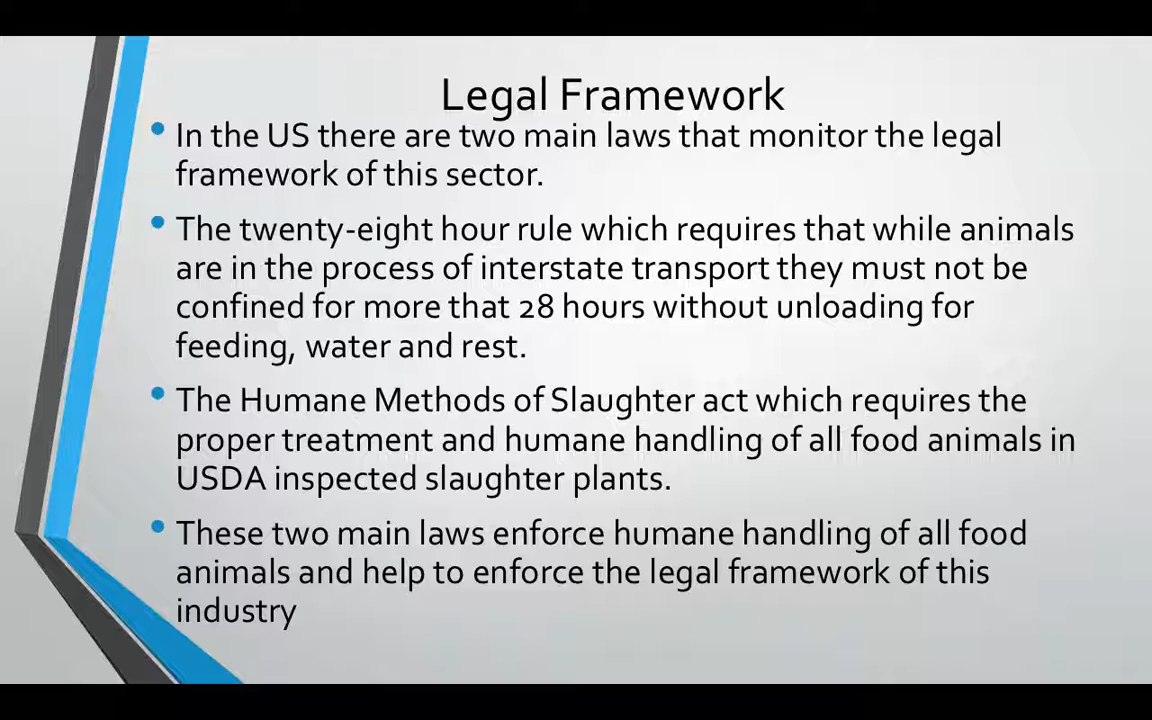 Legal Framework
• In the US there are two main laws that monitor the legal
framework of this sector.
• The twenty-eight hour rule which requires that while animals
are in the process of interstate transport they must not be
confined for more that 28 hours without unloading for
feeding, water and rest.
• The Humane Methods of Slaughter act which requires the
proper treatment and humane handling of all food animals in
USDA inspected slaughter plants.
• These two main laws enforce humane handling of all food
animals and help to enforce the legal framework of this
industry